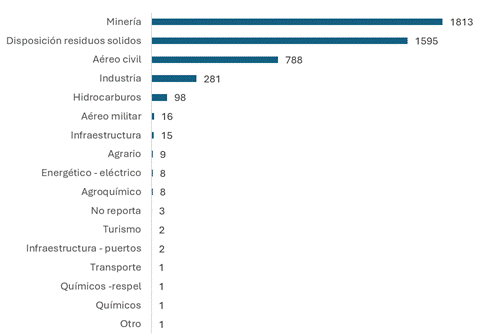 Minería 1813
Disposición residuos solidos 1595
Aéreo civil 788
Industria 281
Hidrocarburos 98
Aéreo militar 16
Infraestructura 15
Agrario 9
Energético - eléctrico 8
Agroquímico 8
No reporta 3
Turismo 2
Infraestructura - puertos 2
Transporte 1
Químicos -respel 1
Químicos 1
Otro 1